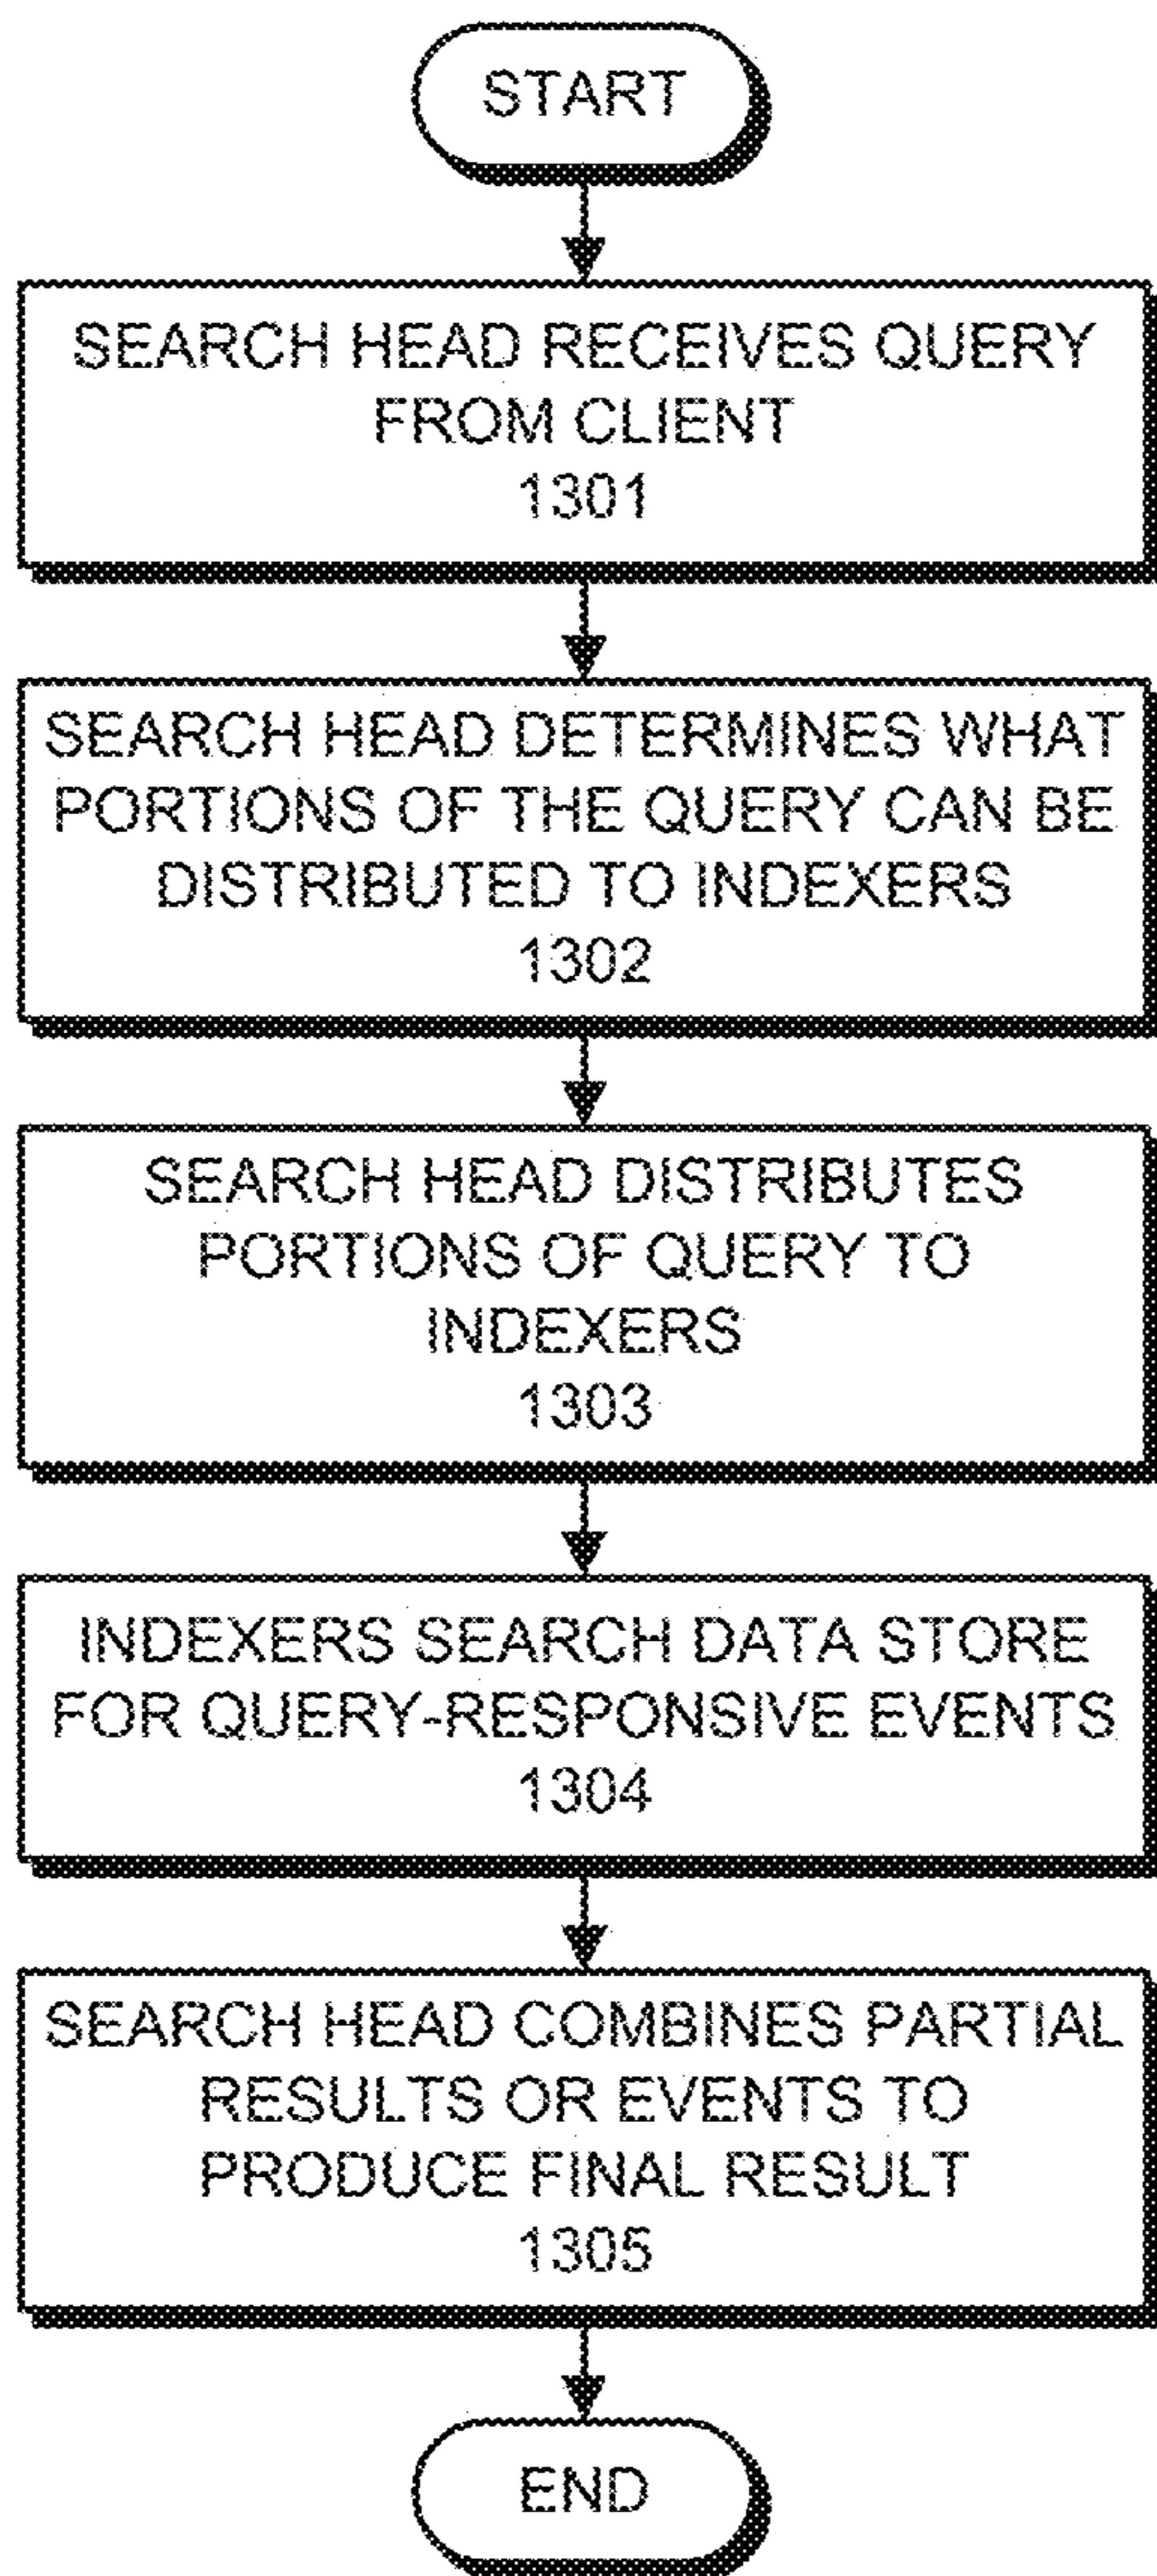 START
SEARCH HEAD RECEIVES QUERY
FROM CLIENT
1301
SEARCH HEAD DETERMINES WHAT
PORTIONS OF THE QUERY CAN BE
DISTRIBUTED TO INDEXERS
1302
SEARCH HEAD DISTRIBUTES
PORTIONS OF QUERY TO
INDEXERS
1303
INDEXERS SEARCH DATA STORE
FOR QUERY-RESPONSIVE EVENTS
1304
SEARCH HEAD COMBINES PARTIAL
RESULTS OR EVENTS TO
PRODUCE FINAL RESULT
1305
END